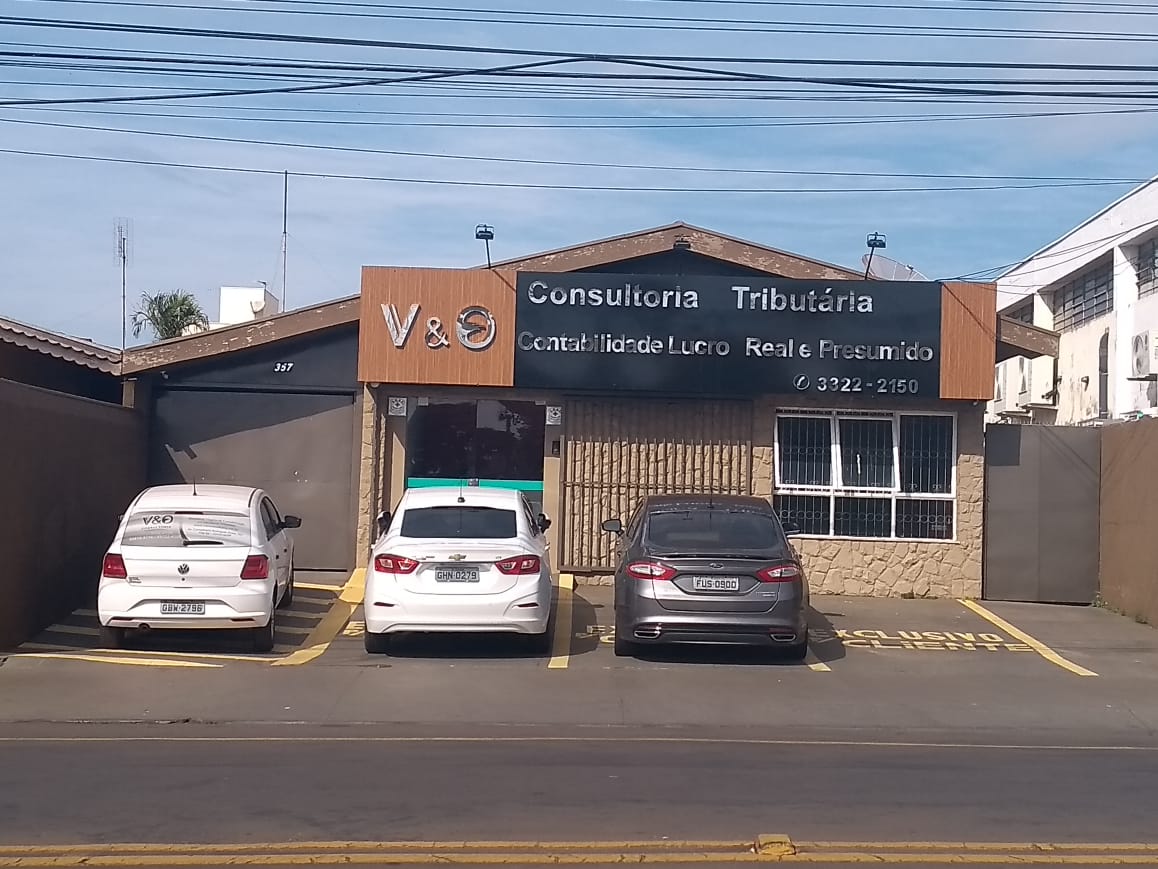 Consultoria Tributária
V&O
Contabilidade Lucro Real e Presumido
3322-2150
357
V&O
GBW-2796
GHN 0279
FUS-0900
EXCLUSIVO
CLIENTE